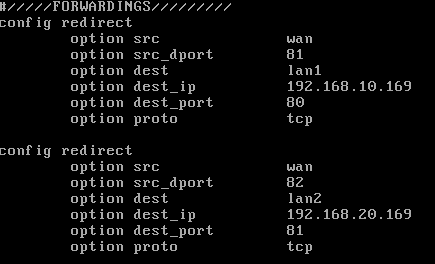 #/////FORWARDINGS/////////
config redirect
option src wan
option src_dport 81
option dest lan1
option dest_ip 192.168.10.169
option dest_port 80
option proto tcp
config redirect
option src wan
option src_dport 82
option dest lan2
option dest_ip 192.168.20.169
option dest_port 81
option proto tcp